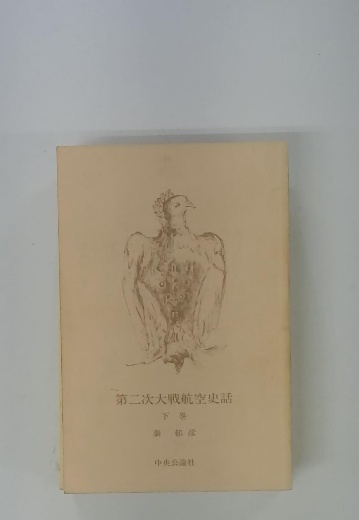 第二次大戦航空史話
下巻
秦 郁彦
中央公論社